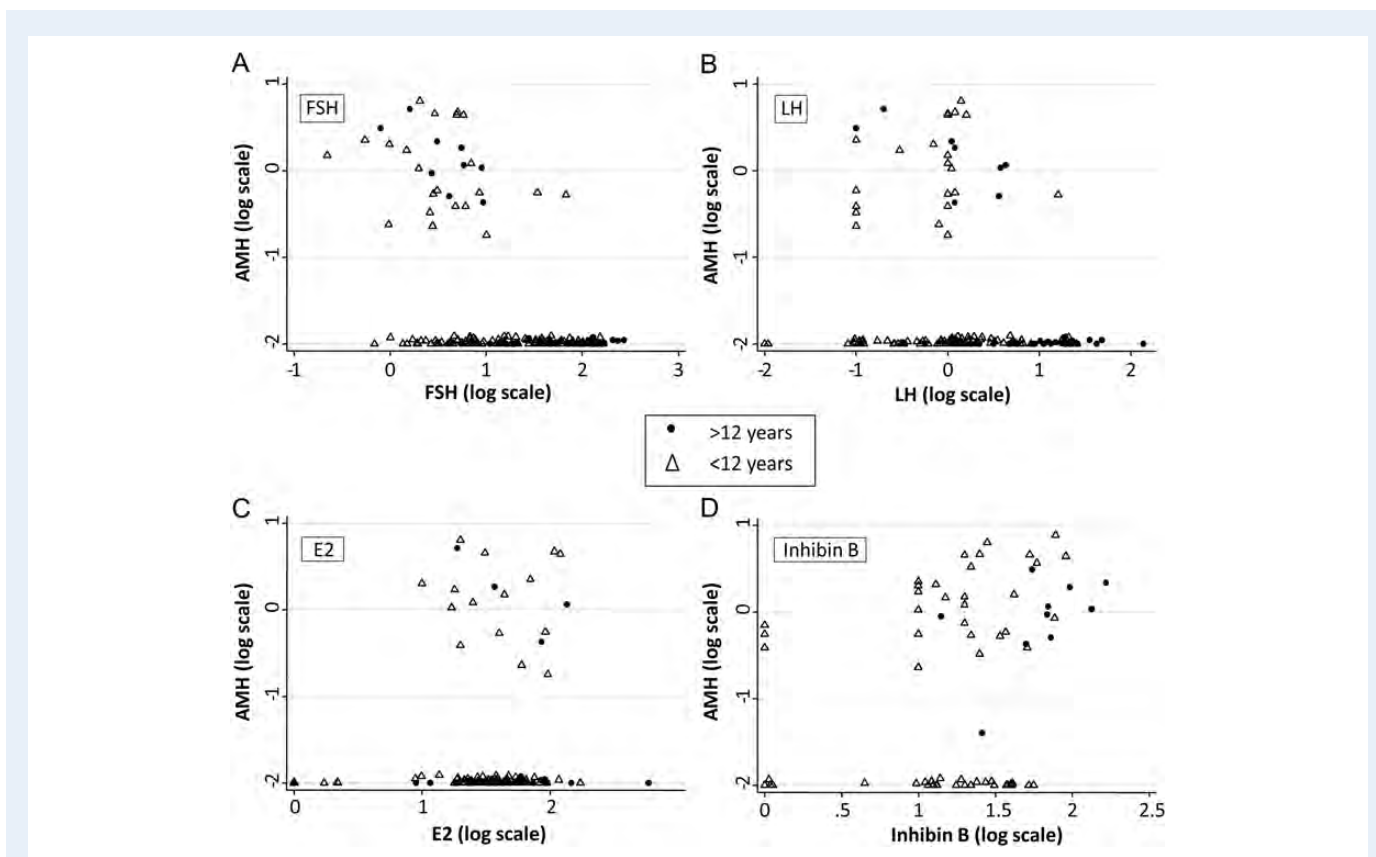 A
B
FSH
LH
1
0
-1
-2
AMH (log scale)
-1 0 1 2 3
FSH (log scale)
1
0
-1
-2
AMH (log scale)
-2 -1 0 1 2
LH (log scale)
>12 years
<12 years
C
D
E2
Inhibin B
1
0
-1
-2
AMH (log scale)
0 1 2
E2 (log scale)
1
0
-1
-2
AMH (log scale)
0 .5 1 1.5 2 2.5
Inhibin B (log scale)